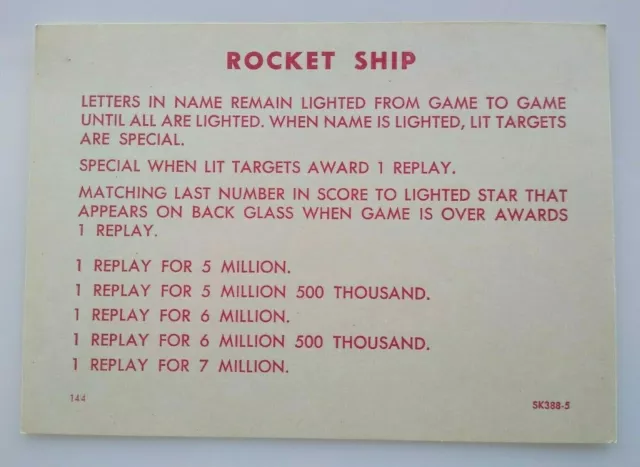 ROCKET SHIP
LETTERS IN NAME REMAIN LIGHTED FROM GAME TO GAME
UNTIL ALL ARE LIGHTED. WHEN NAME IS LIGHTED, LIT TARGETS
ARE SPECIAL.
SPECIAL WHEN LIT TARGETS AWARD 1 REPLAY.
MATCHING LAST NUMBER IN SCORE TO LIGHTED STAR THAT
APPEARS ON BACK GLASS WHEN GAME IS OVER AWARDS
1 REPLAY.
1 REPLAY FOR 5 MILLION.
1 REPLAY FOR 5 MILLION 500 THOUSAND.
1 REPLAY FOR 6 MILLION.
1 REPLAY FOR 6 MILLION 500 THOUSAND.
1 REPLAY FOR 7 MILLION.
144
SK388-5